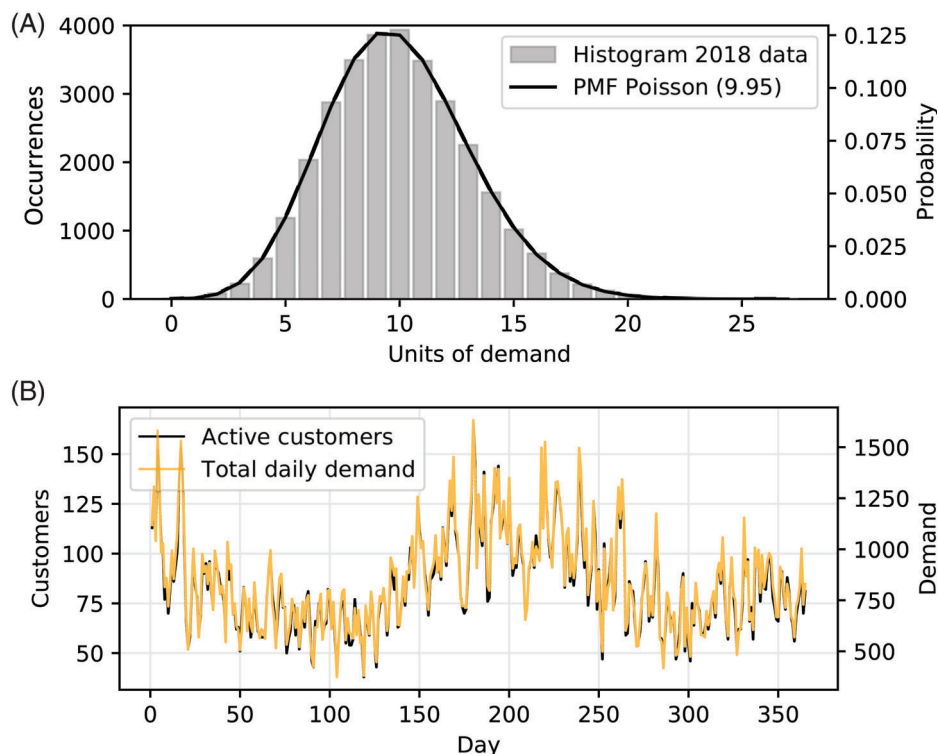 (A)
4000
3000
2000
1000
0
Occurrences
Histogram 2018 data
PMF Poisson (9.95)
0.125
0.100
0.075
0.050
0.025
0.000
Probability
0 5 10 15 20 25
Units of demand
(B)
150
125
100
75
50
Customers
Active customers
Total daily demand
1500
1250
1000
750
500
Demand
0 50 100 150 200 250 300 350
Day